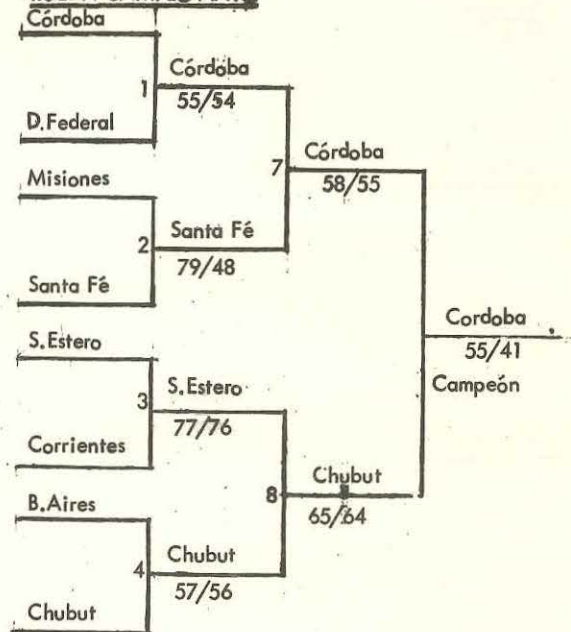 Córdoba
1
Córdoba
55/54
D.Federal
7
Córdoba
58/55
Misiones
2
Santa Fé
79/48
Santa Fé
Cordoba
55/41
Campeón
S.Estero
3
S.Estero
77/76
Corrientes
8
Chubut
65/64
B.Aires
4
Chubut
57/56
Chubut